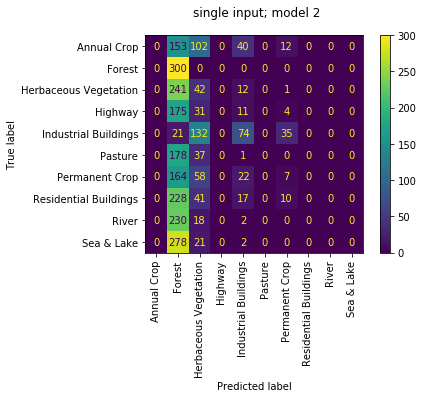 single input; model 2
True label
Annual Crop 0 153 102 0 40 0 12 0 0 0
Forest 0 300 0 0 0 0 0 0 0 0
Herbaceous Vegetation 0 241 42 0 12 0 1 0 0 0
Highway 0 175 31 0 11 0 4 0 0 0
Industrial Buildings 0 21 132 0 74 0 35 0 0 0
Pasture 0 178 37 0 1 0 0 0 0 0
Permanent Crop 0 164 58 0 22 0 7 0 0 0
Residential Buildings 0 228 41 0 17 0 10 0 0 0
River 0 230 18 0 2 0 0 0 0 0
Sea & Lake 0 278 21 0 2 0 0 0 0 0
Annual Crop
Forest
Herbaceous Vegetation
Highway
Industrial Buildings
Pasture
Permanent Crop
Residential Buildings
River
Sea & Lake
Predicted label
300
250
200
150
100
50
0